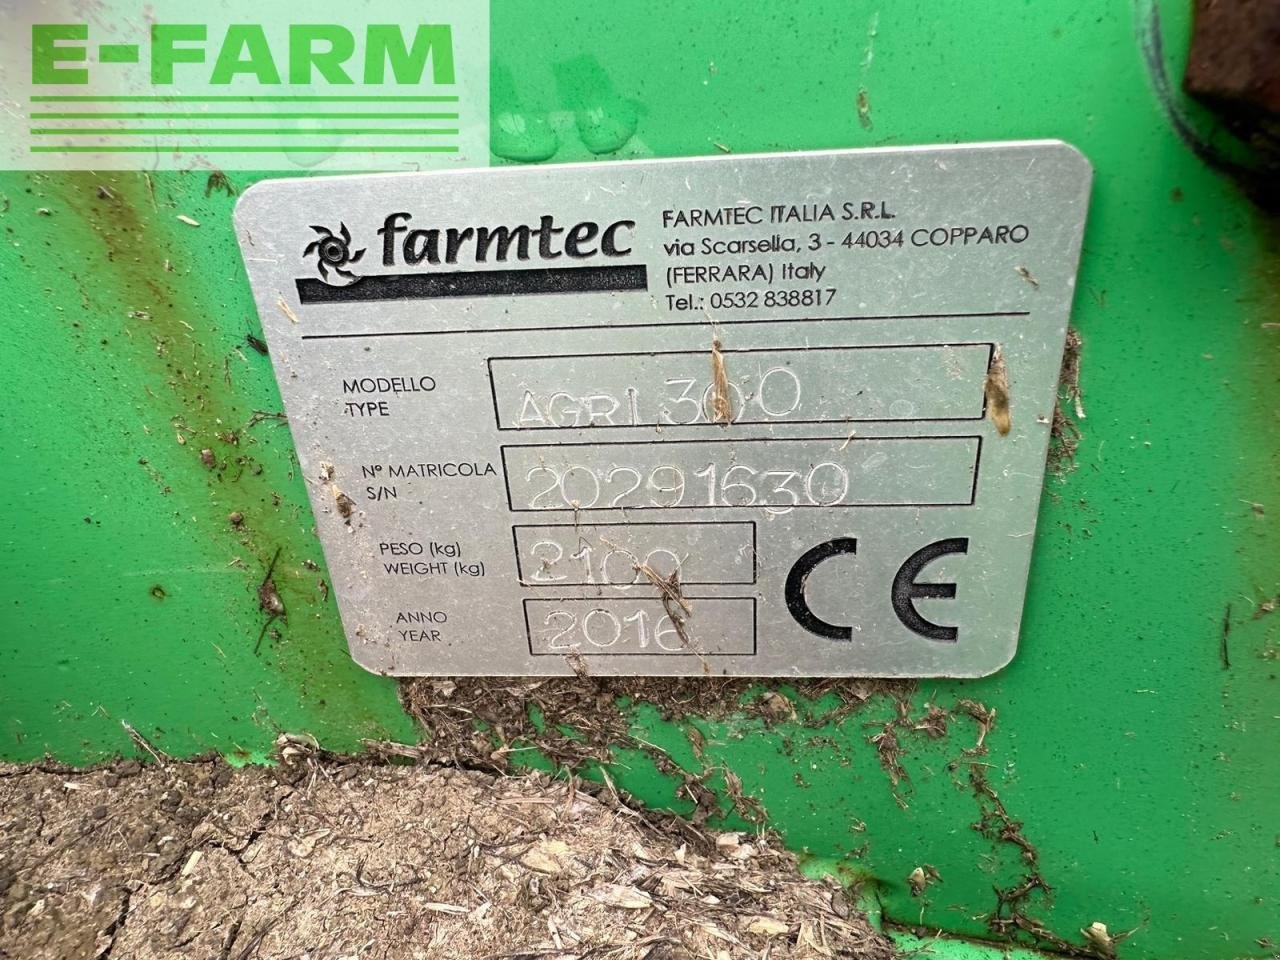 E-FARM
farmtec
FARMTEC ITALIA S.R.L.
via Scarsella, 3 - 44034 COPPARO
(FERRARA) Italy
Tel.: 0532 838817
MODELLO
TYPE
AGRI 300
N° MATRICOLA
S/N
20291630
PESO (kg)
WEIGHT (kg)
2100
ANNO
YEAR
2016
CE